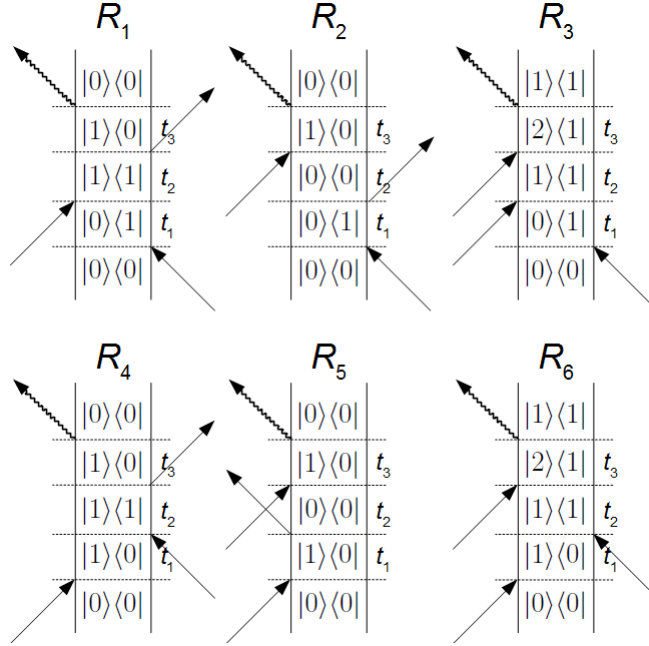 R₁ R₂ R₃
|0⟩⟨0| |0⟩⟨0| |1⟩⟨1|
|1⟩⟨0| t₃ |1⟩⟨0| t₃ |2⟩⟨1| t₃
|1⟩⟨1| t₂ |0⟩⟨0| t₂ |1⟩⟨1| t₂
|0⟩⟨1| t₁ |0⟩⟨1| t₁ |0⟩⟨1| t₁
|0⟩⟨0| |0⟩⟨0| |0⟩⟨0|
R₄ R₅ R₆
|0⟩⟨0| |0⟩⟨0| |1⟩⟨1|
|1⟩⟨0| t₃ |1⟩⟨0| t₃ |2⟩⟨1| t₃
|1⟩⟨1| t₂ |0⟩⟨0| t₂ |1⟩⟨1| t₂
|1⟩⟨0| t₁ |1⟩⟨0| t₁ |1⟩⟨0| t₁
|0⟩⟨0| |0⟩⟨0| |0⟩⟨0|